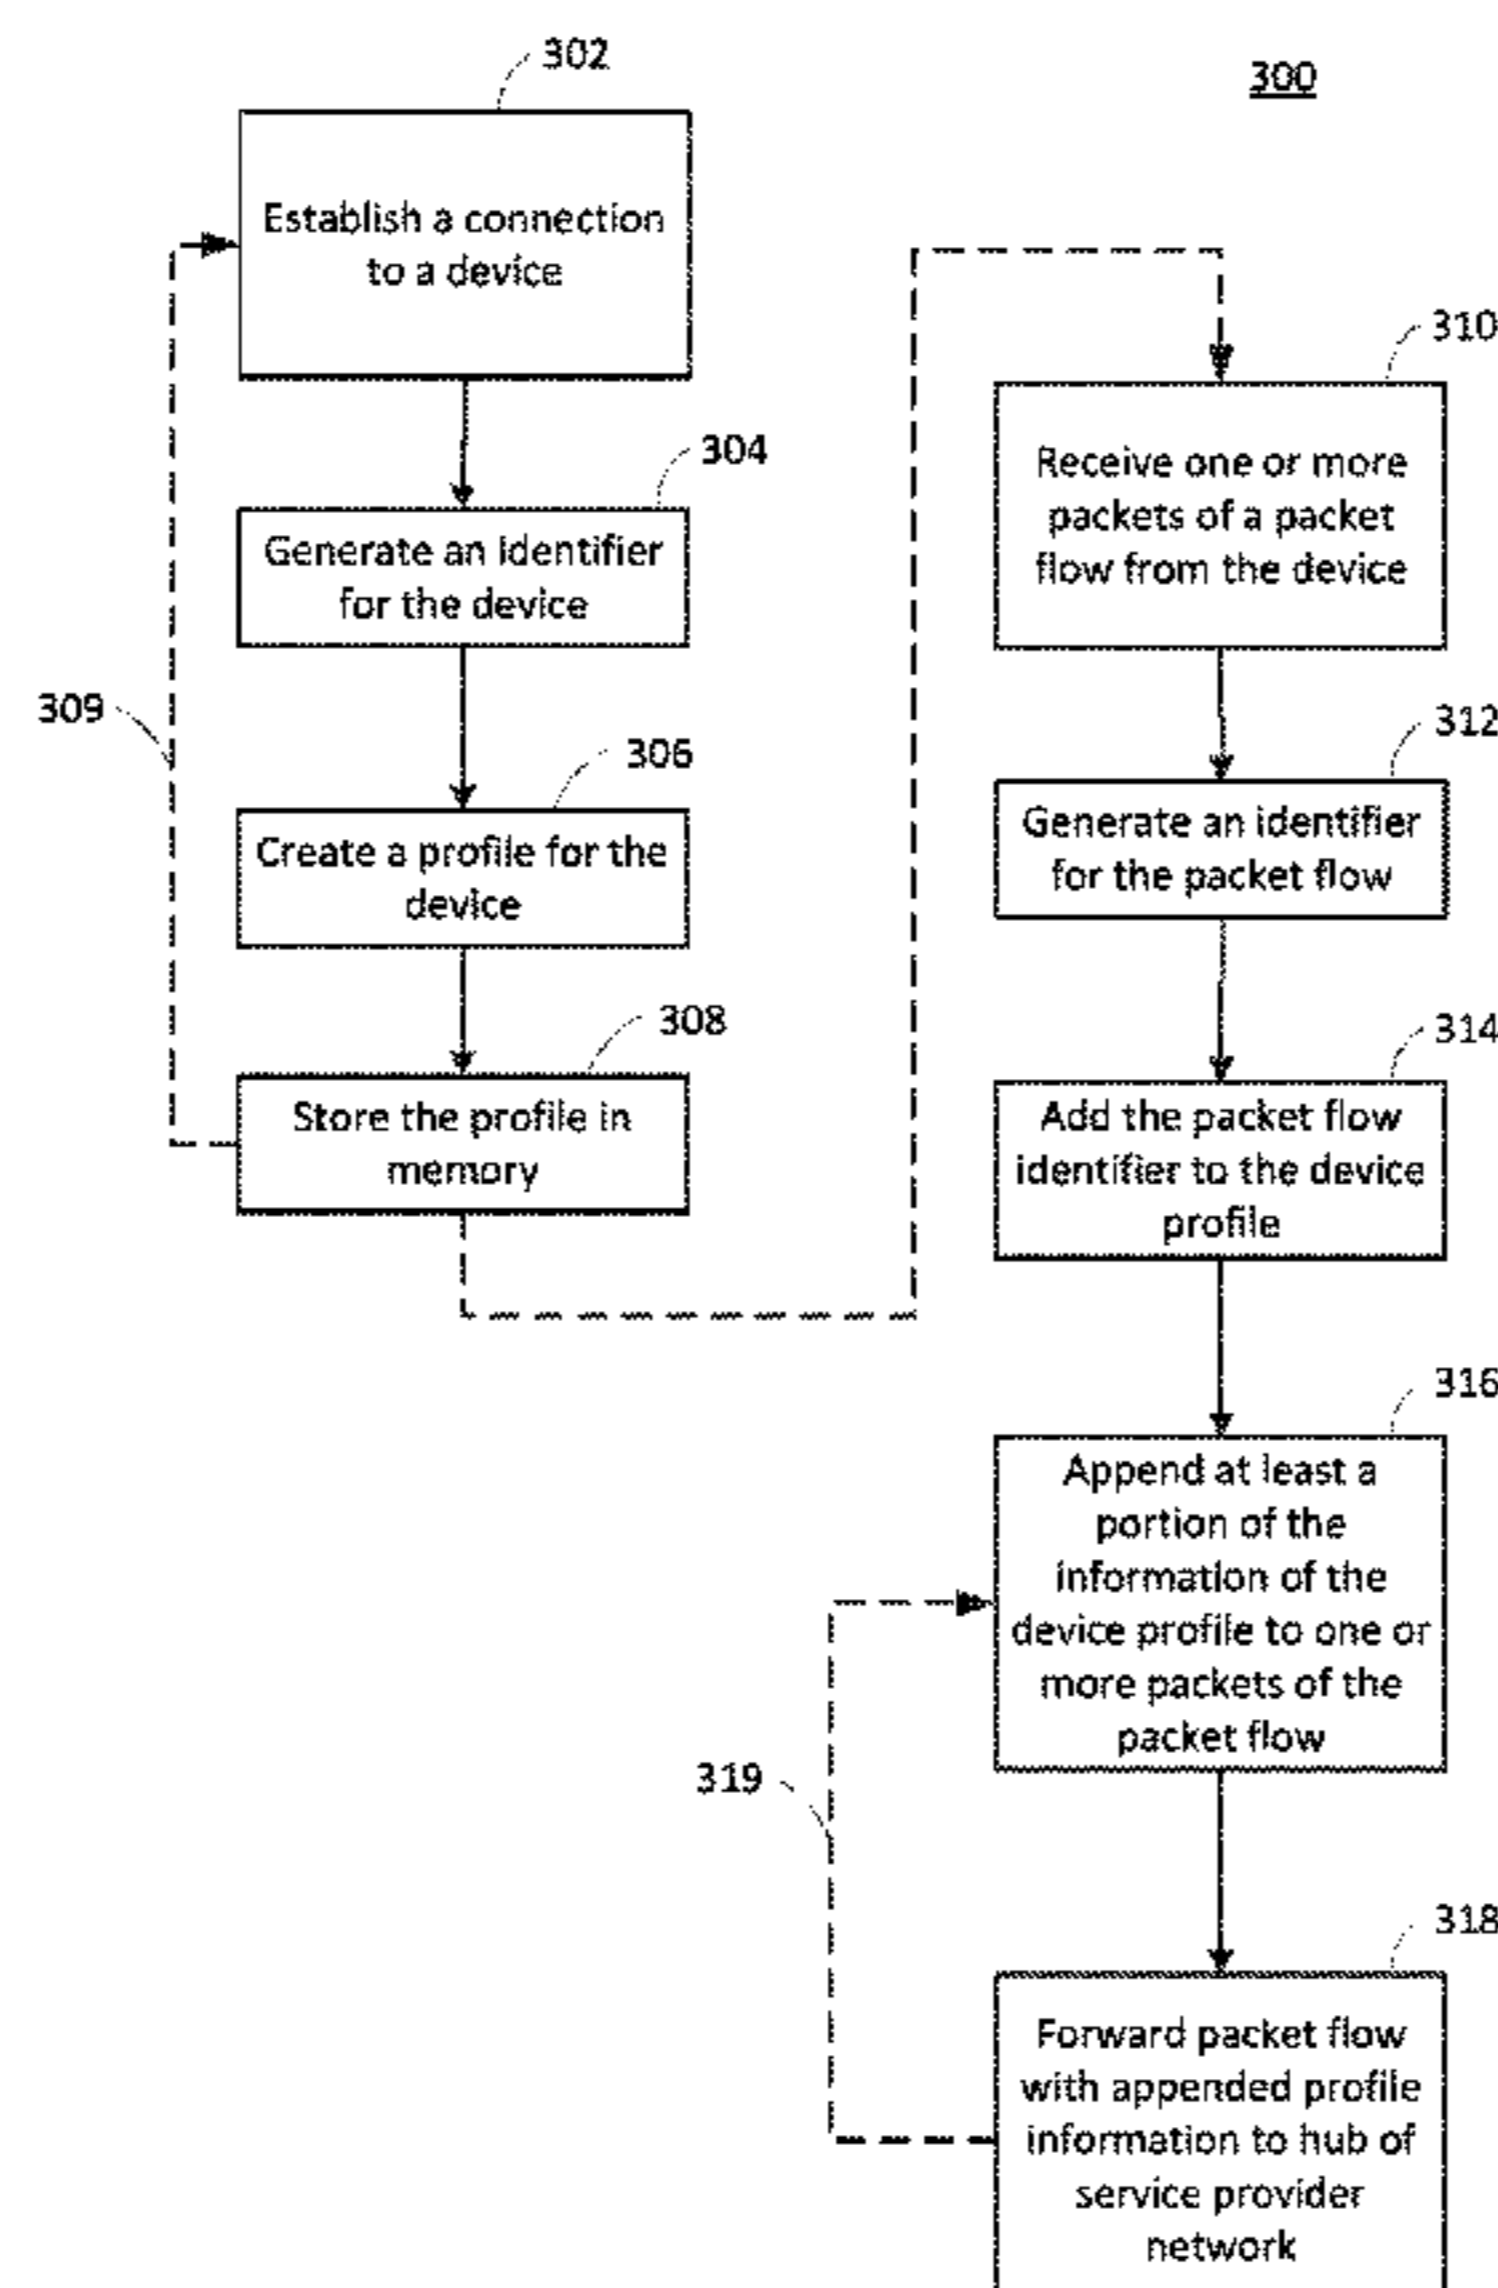 300
302
Establish a connection
to a device
304
Generate an identifier
for the device
309
306
Create a profile for the
device
308
Store the profile in
memory
310
Receive one or more
packets of a packet
flow from the device
312
Generate an identifier
for the packet flow
314
Add the packet flow
identifier to the device
profile
316
Append at least a
portion of the
information of the
device profile to one or
more packets of the
packet flow
319
318
Forward packet flow
with appended profile
information to hub of
service provider
network